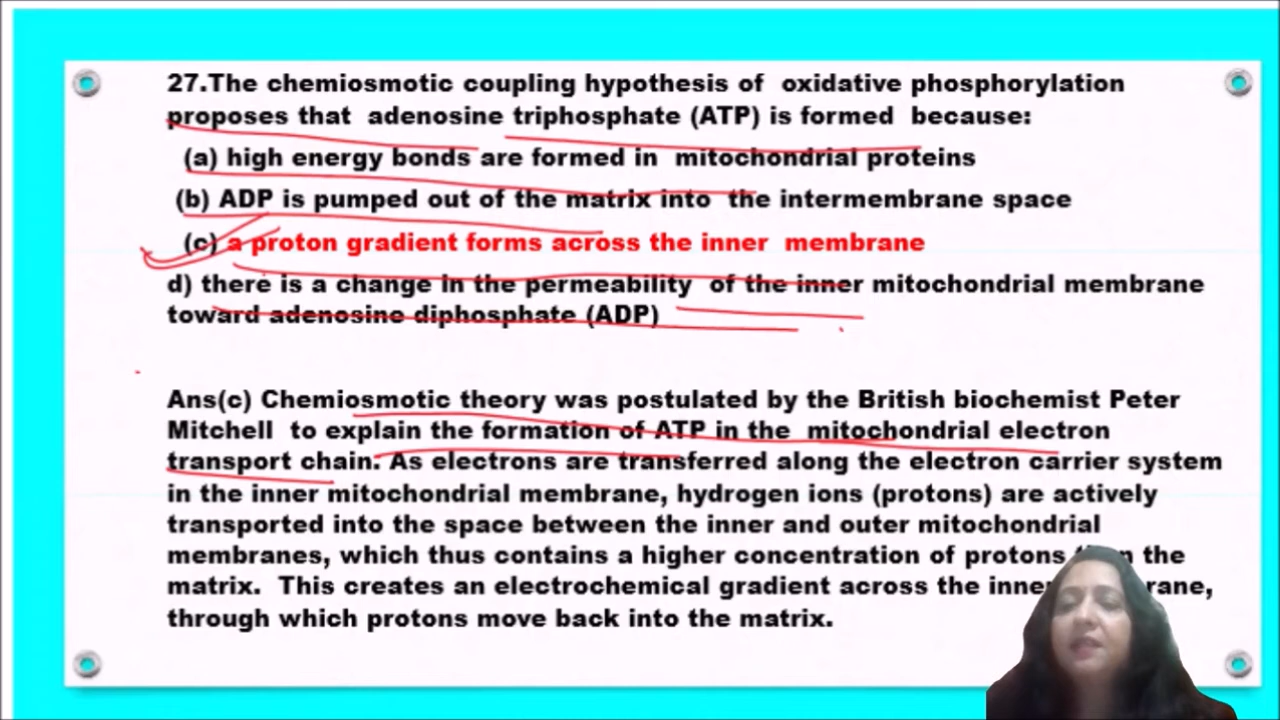 27.The chemiosmotic coupling hypothesis of oxidative phosphorylation
proposes that adenosine triphosphate (ATP) is formed because:
(a) high energy bonds are formed in mitochondrial proteins
(b) ADP is pumped out of the matrix into the intermembrane space
(c) a proton gradient forms across the inner membrane
d) there is a change in the permeability of the inner mitochondrial membrane
toward adenosine diphosphate (ADP)
Ans(c) Chemiosmotic theory was postulated by the British biochemist Peter
Mitchell to explain the formation of ATP in the mitochondrial electron
transport chain. As electrons are transferred along the electron carrier system
in the inner mitochondrial membrane, hydrogen ions (protons) are actively
transported into the space between the inner and outer mitochondrial
membranes, which thus contains a higher concentration of protons the
matrix. This creates an electrochemical gradient across the
through which protons move back into the matrix.